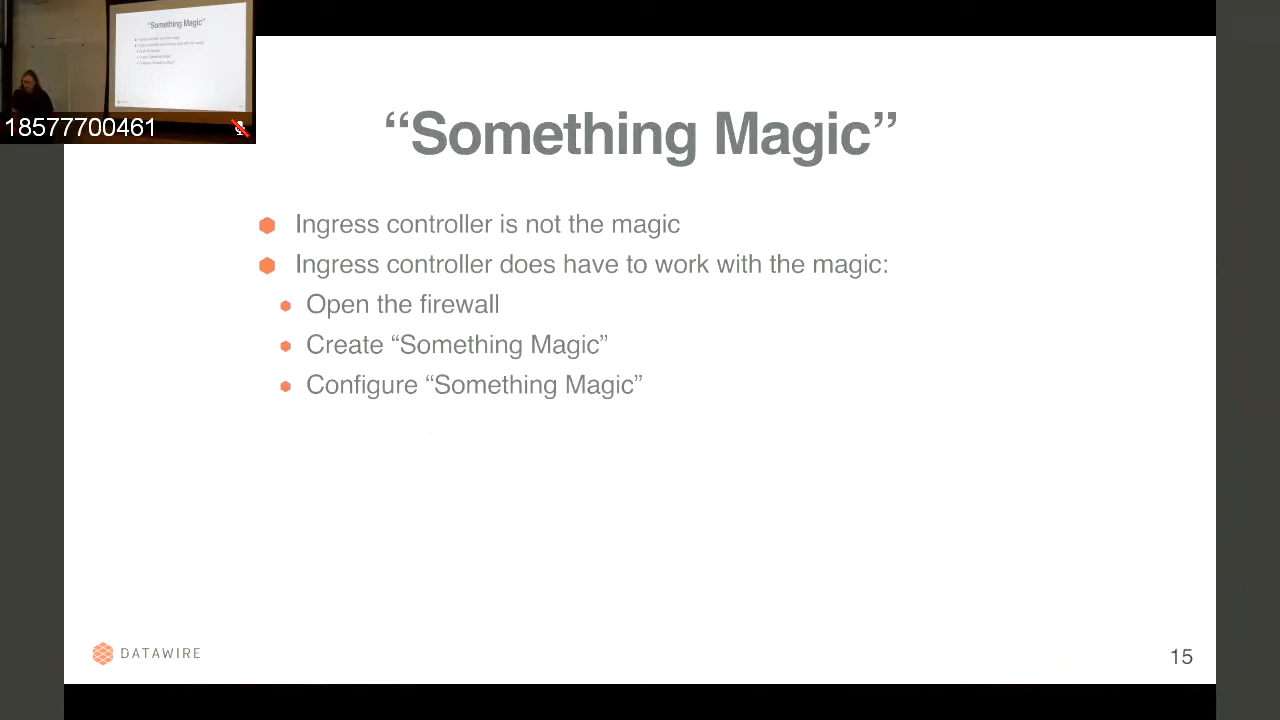 18577700461
“Something Magic”
Ingress controller is not the magic
Ingress controller does have to work with the magic:
Open the firewall
Create “Something Magic”
Configure “Something Magic”
DATAWIRE
15